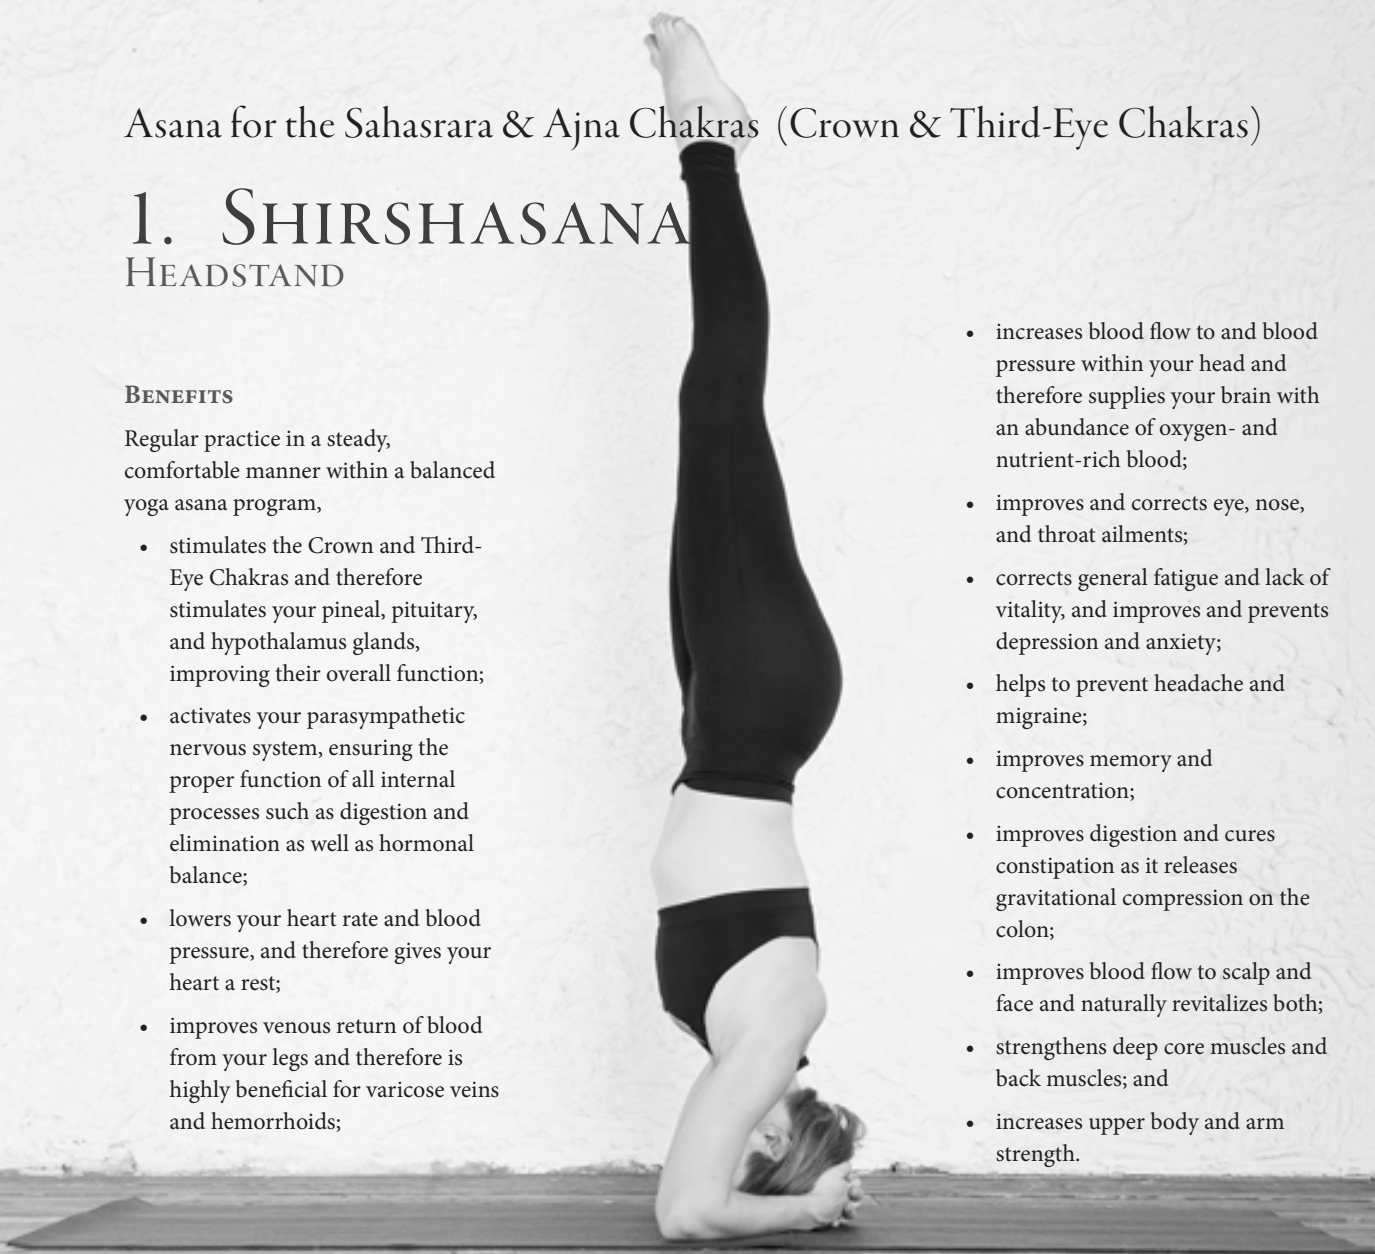 Asana for the Sahasrara & Ajna Chakras (Crown & Third-Eye Chakras)
1. Shirshasana
Headstand
Benefits
Regular practice in a steady,
comfortable manner within a balanced
yoga asana program,
• stimulates the Crown and Third-
Eye Chakras and therefore
stimulates your pineal, pituitary,
and hypothalamus glands,
improving their overall function;
• activates your parasympathetic
nervous system, ensuring the
proper function of all internal
processes such as digestion and
elimination as well as hormonal
balance;
• lowers your heart rate and blood
pressure, and therefore gives your
heart a rest;
• improves venous return of blood
from your legs and therefore is
highly beneficial for varicose veins
and hemorrhoids;
• increases blood flow to and blood
pressure within your head and
therefore supplies your brain with
an abundance of oxygen- and
nutrient-rich blood;
• improves and corrects eye, nose,
and throat ailments;
• corrects general fatigue and lack of
vitality, and improves and prevents
depression and anxiety;
• helps to prevent headache and
migraine;
• improves memory and
concentration;
• improves digestion and cures
constipation as it releases
gravitational compression on the
colon;
• improves blood flow to scalp and
face and naturally revitalizes both;
• strengthens deep core muscles and
back muscles; and
• increases upper body and arm
strength.